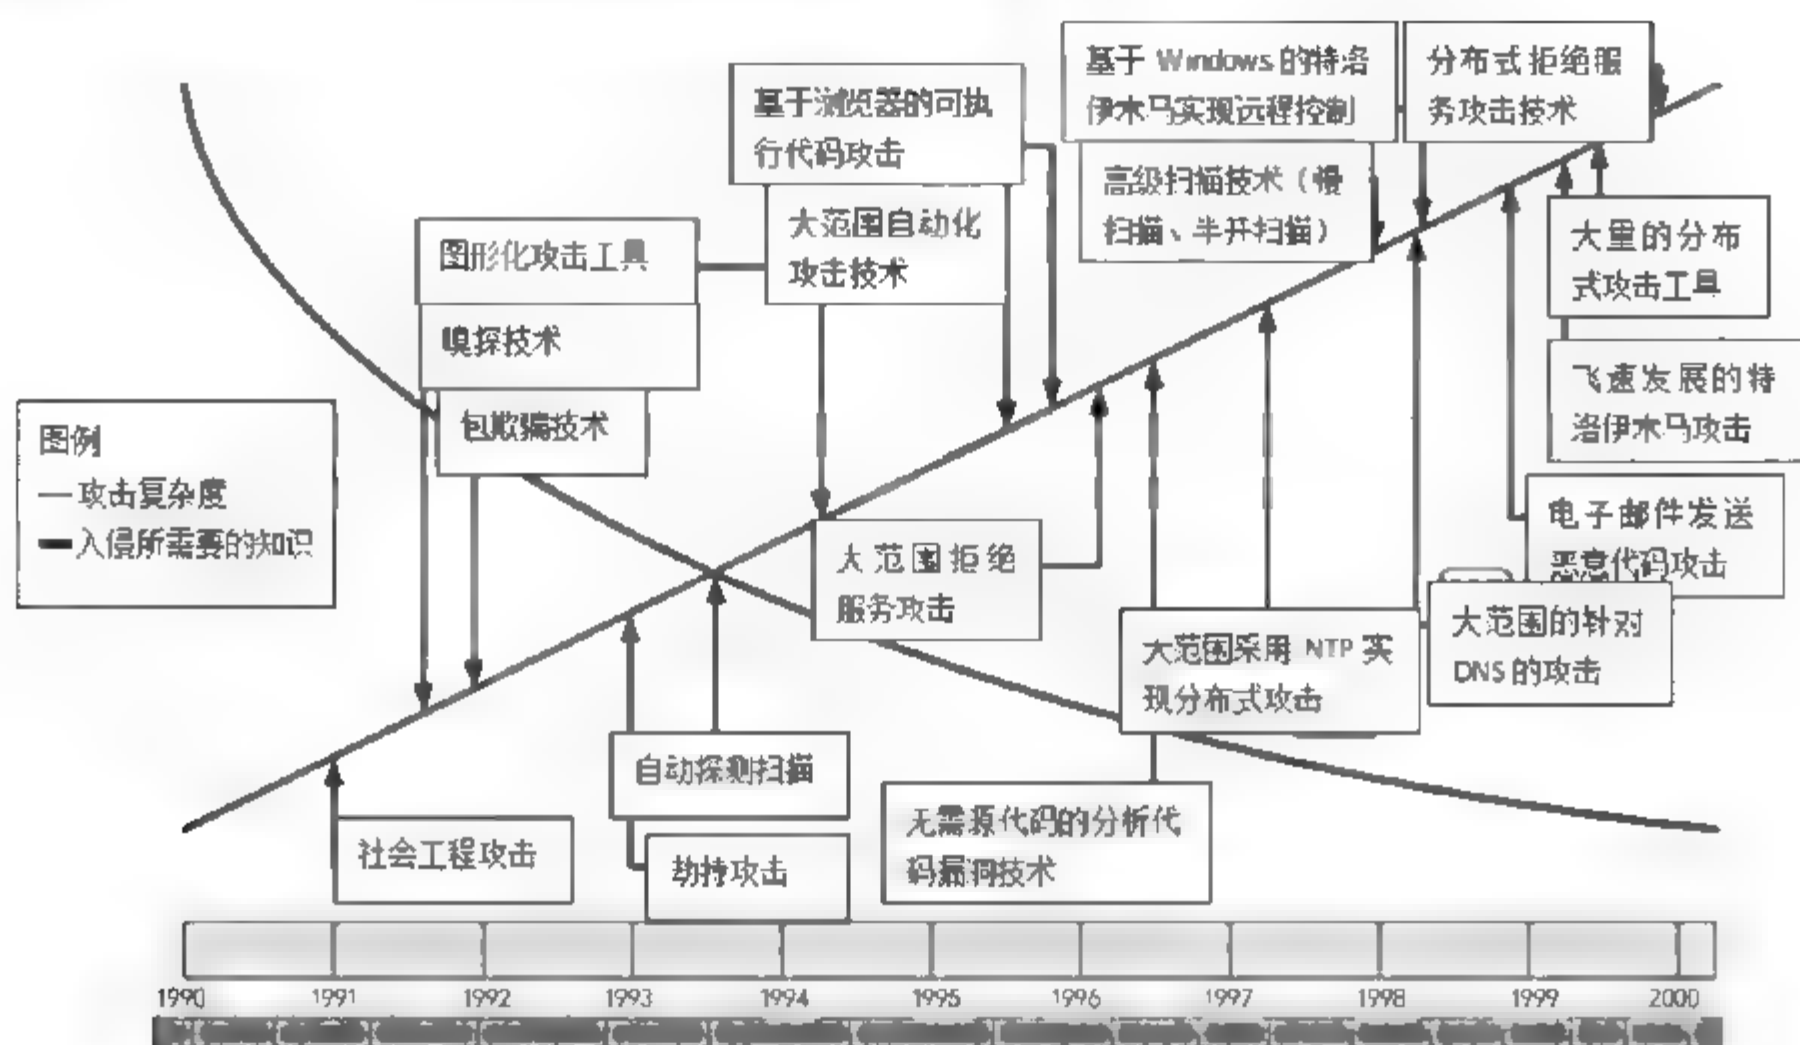 基于 Windows 的特洛
伊木马实现远程控制
分布式拒绝服
务攻击技术
基于浏览器的可执
行代码攻击
高级扫描技术（慢
扫描、半开扫描）
大范围自动化
攻击技术
大量的分布
式攻击工具
图形化攻击工具
嗅探技术
包欺骗技术
飞速发展的特
洛伊木马攻击
图例
攻击复杂度
入侵所需要的知识
电子邮件发送
恶意代码攻击
大范围拒绝
服务攻击
大范围的针对
DNS 的攻击
大范围采用 NTP 实
现分布式攻击
自动探测扫描
无需源代码的分析代
码漏洞技术
社会工程攻击
劫持攻击
1990
1991
1992
1993
1994
1995
1996
1997
1998
1999
2000